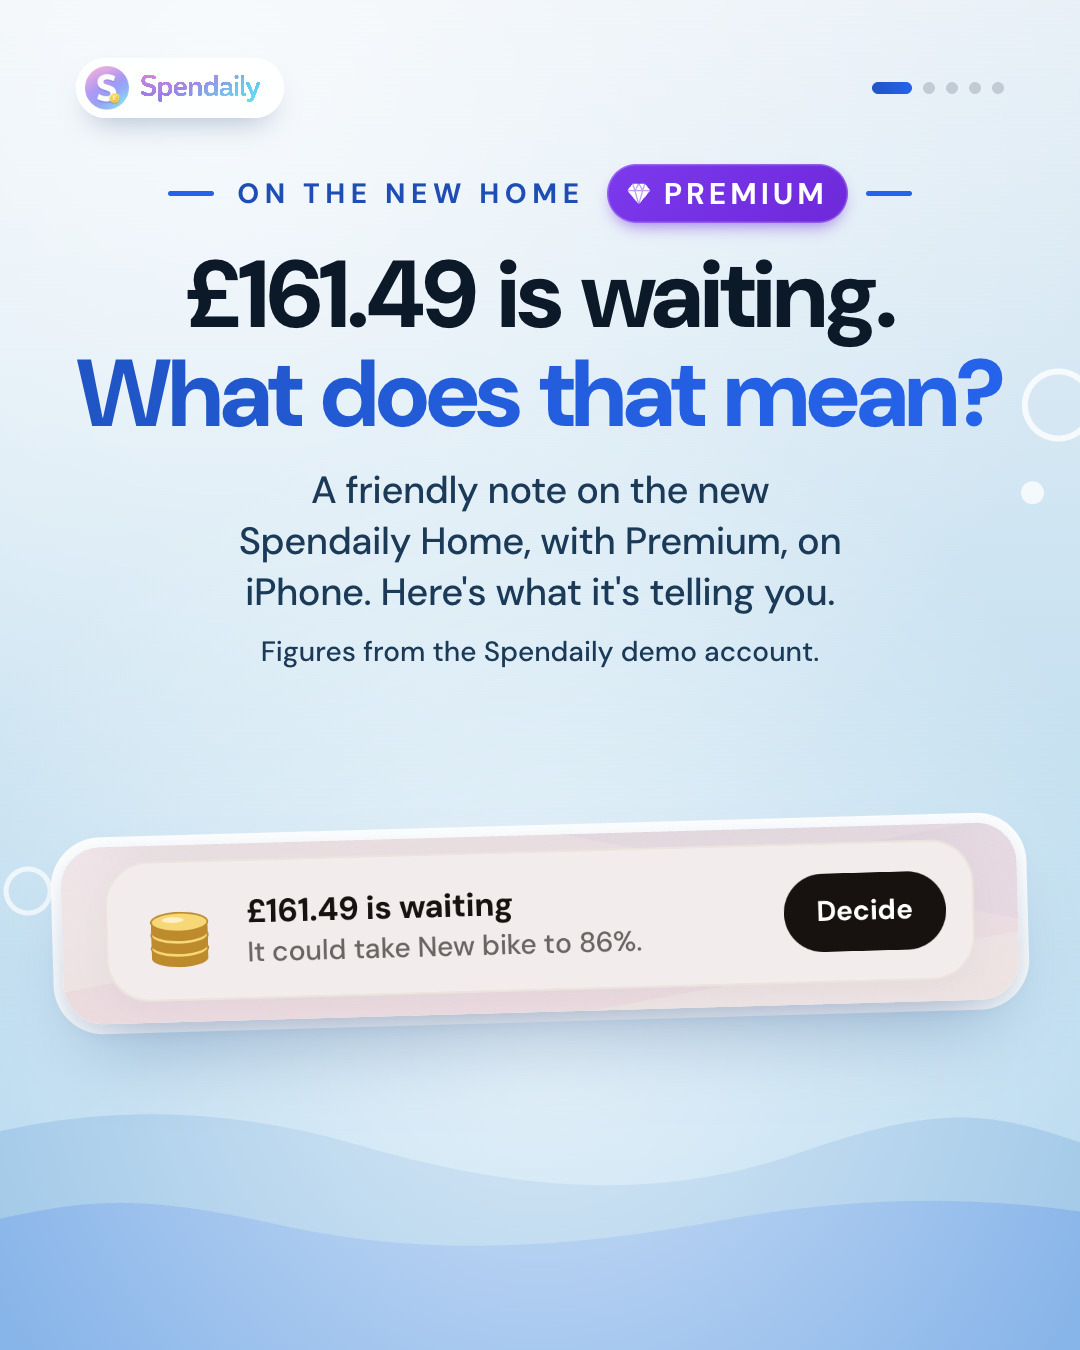 Spendaily
ON THE NEW HOME PREMIUM
£161.49 is waiting.
What does that mean?
A friendly note on the new
Spendaily Home, with Premium, on
iPhone. Here's what it's telling you.
Figures from the Spendaily demo account.
£161.49 is waiting
It could take New bike to 86%.
Decide